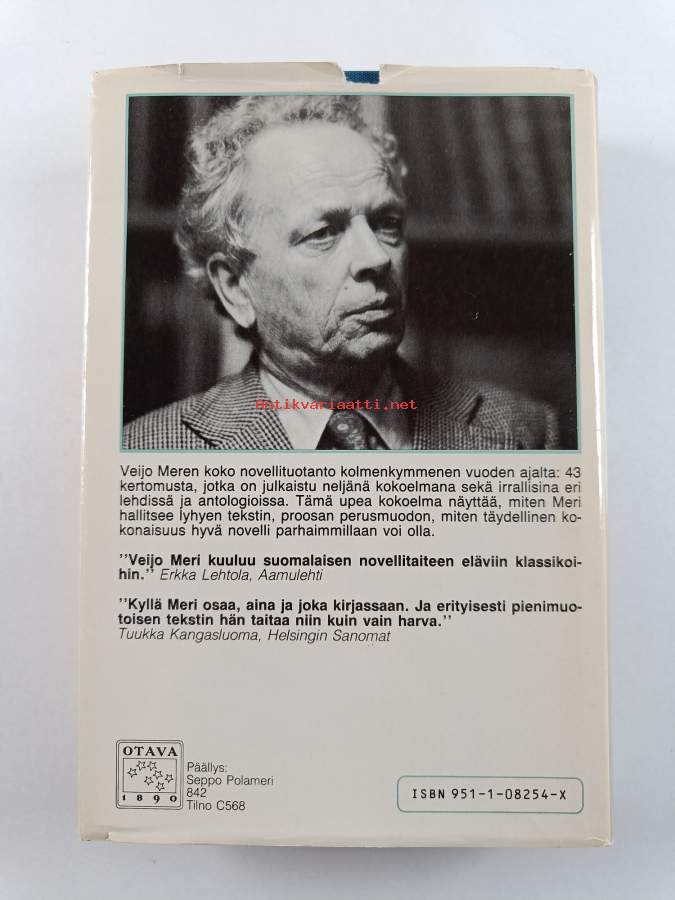 antikvariaatti.net
Veijo Meren koko novellituotanto kolmenkymmenen vuoden ajalta: 43
kertomusta, jotka on julkaistu neljänä kokoelmana sekä irrallisina eri
lehdissä ja antologioissa. Tämä upea kokoelma näyttää, miten Meri
hallitsee lyhyen tekstin, proosan perusmuodon, miten täydellinen ko-
konaisuus hyvä novelli parhaimmillaan voi olla.
''Veijo Meri kuuluu suomalaisen novellitaiteen eläviin klassikoi-
hin.'' Erkka Lehtola, Aamulehti
''Kyllä Meri osaa, aina ja joka kirjassaan. Ja erityisesti pienimuo-
toisen tekstin hän taitaa niin kuin vain harva.''
Tuukka Kangasluoma, Helsingin Sanomat
OTAVA
1890
Päällys:
Seppo Polameri
842
Tilno C568
ISBN 951-1-08254-X